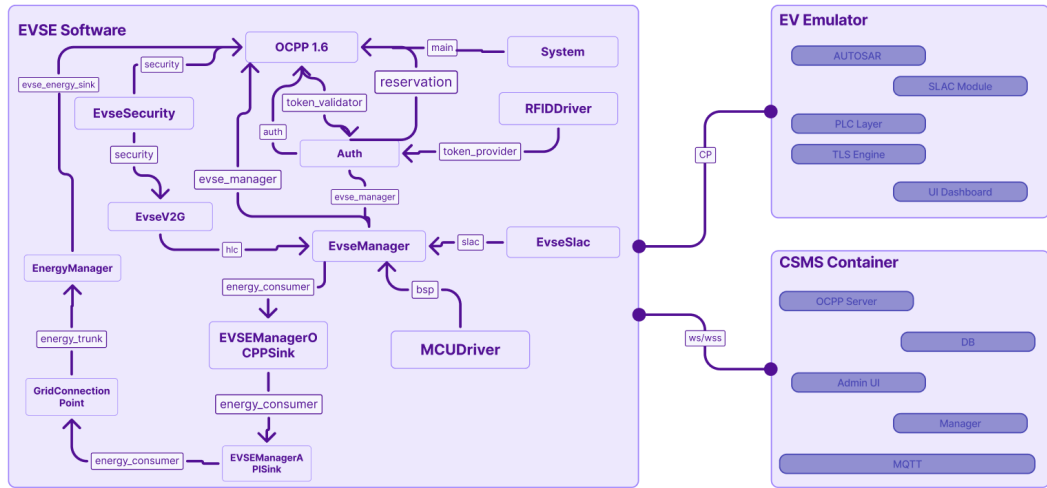 EVSE Software
OCPP 1.6
main
System
security
evse_energy_sink
reservation
token_validator
EvseSecurity
RFIDDriver
auth
security
Auth
token_provider
evse_manager
evse_manager
EvseV2G
hlc
EvseManager
slac
EvseSlac
EnergyManager
energy_consumer
bsp
energy_trunk
EVSEManagerO
CPPSink
MCUDriver
GridConnection
Point
energy_consumer
energy_consumer
EVSEManagerA
PISink
CP
ws/wss
EV Emulator
AUTOSAR
SLAC Module
PLC Layer
TLS Engine
UI Dashboard
CSMS Container
OCPP Server
DB
Admin UI
Manager
MQTT